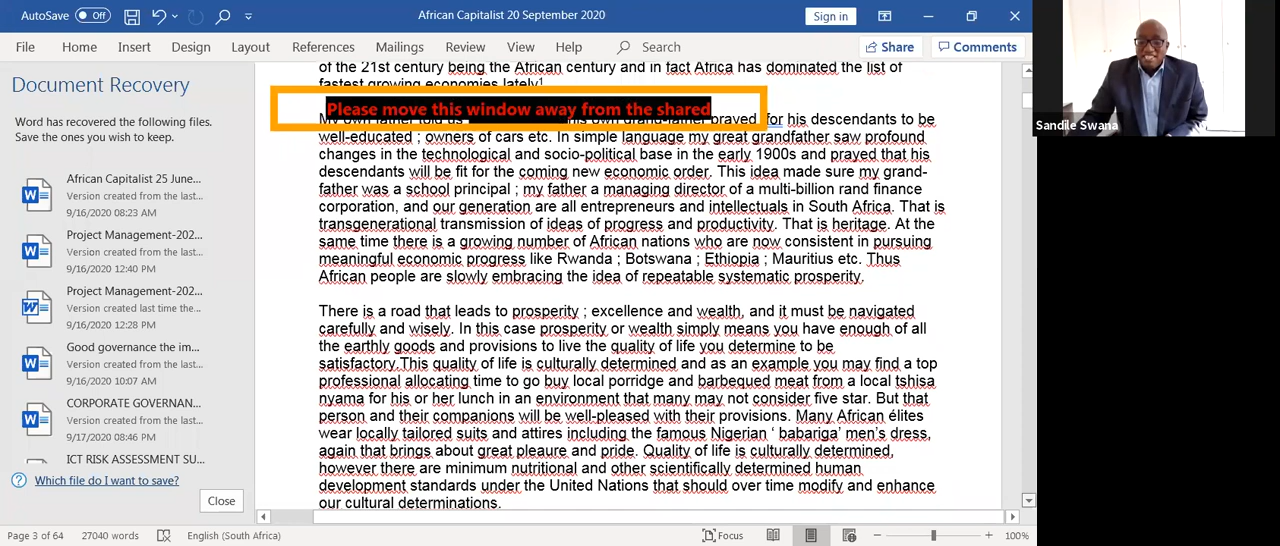 AutoSave Off African Capitalist 20 September 2020 Sign in
File Home Insert Design Layout References Mailings Review View Help Search Share Comments
Document Recovery
Word has recovered the following files.
Save the ones you wish to keep.
African Capitalist 25 June...
Version created from the last...
9/16/2020 08:23 AM
Project Management-202...
Version created from the last...
9/16/2020 12:40 PM
Project Management-202...
Version created last time the...
9/16/2020 12:28 PM
Good governance the im...
Version created from the last...
9/16/2020 10:07 AM
CORPORATE GOVERNAN...
Version created from the last...
9/17/2020 08:46 PM
ICT RISK ASSESSMENT SU...
Which file do I want to save?
Close
of the 21st century being the African century and in fact Africa has dominated the list of
fastest growing economies lately1
Please move this window away from the shared
prayed for his descendants to be
well-educated ; owners of cars etc. In simple language my great grandfather saw profound
changes in the technological and socio-political base in the early 1900s and prayed that his
descendants will be fit for the coming new economic order. This idea made sure my grand-
father was a school principal ; my father a managing director of a multi-billion rand finance
corporation, and our generation are all entrepreneurs and intellectuals in South Africa. That is
transgenerational transmission of ideas of progress and productivity. That is heritage. At the
same time there is a growing number of African nations who are now consistent in pursuing
meaningful economic progress like Rwanda ; Botswana ; Ethiopia ; Mauritius etc. Thus
African people are slowly embracing the idea of repeatable systematic prosperity.
There is a road that leads to prosperity ; excellence and wealth, and it must be navigated
carefully and wisely. In this case prosperity or wealth simply means you have enough of all
the earthly goods and provisions to live the quality of life you determine to be
satisfactory.This quality of life is culturally determined and as an example you may find a top
professional allocating time to go buy local porridge and barbequed meat from a local tshisa
nyama for his or her lunch in an environment that many may not consider five star. But that
person and their companions will be well-pleased with their provisions. Many African élites
wear locally tailored suits and attires including the famous Nigerian ‘ babariga’ men’s dress,
again that brings about great pleaure and pride. Quality of life is culturally determined,
however there are minimum nutritional and other scientifically determined human
development standards under the United Nations that should over time modify and enhance
our cultural determinations.
Page 3 of 64 27040 words English (South Africa) Focus 100%
Sandile Swana